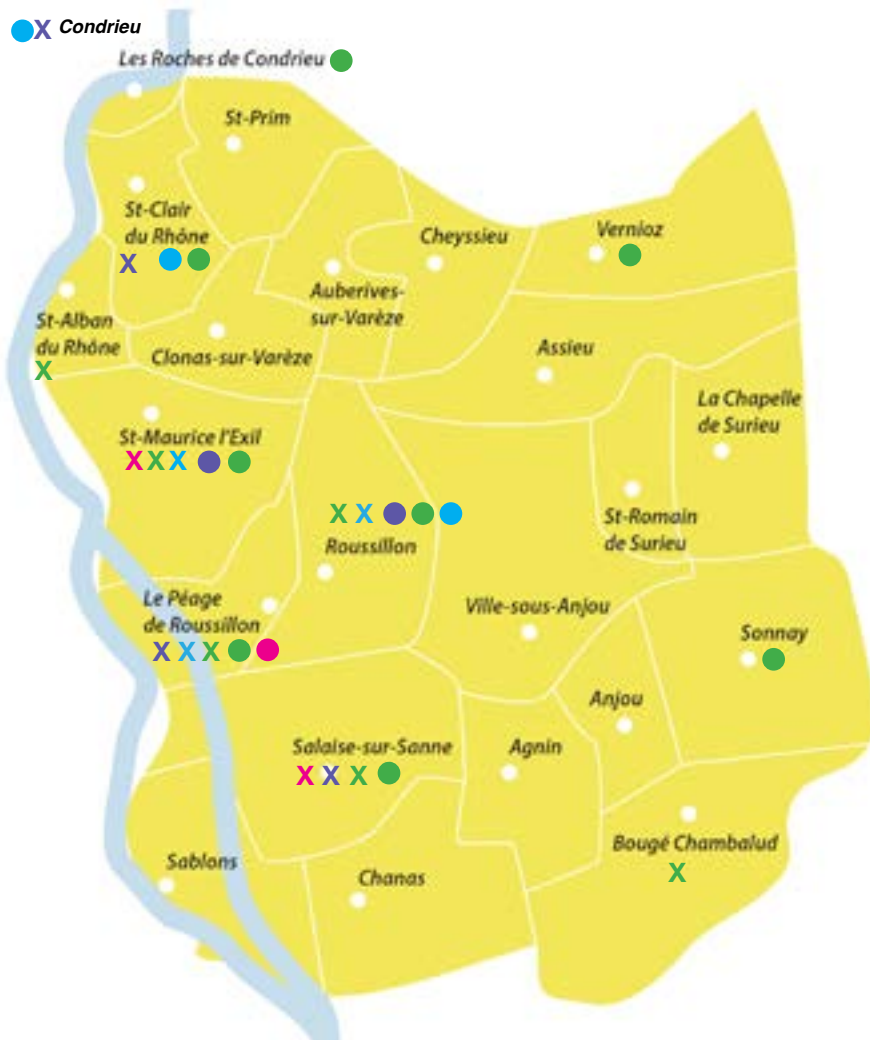 X Condrieu
Les Roches de Condrieu
St-Prim
St-Clair
du Rhône
X
Cheyssieu
Vernioz
Auberives-
sur-Varèze
St-Alban
du Rhône
X
Clonas-sur-Varèze
Assieu
La Chapelle
de Surieu
St-Maurice l'Exil
X X X
X X
Roussillon
St-Romain
de Surieu
Le Péage
de Roussillon
X X X
Ville-sous-Anjou
Sonnay
Anjou
Salaise-sur-Sanne
X X X
Agnin
Bougé Chambalud
X
Sablons
Chanas